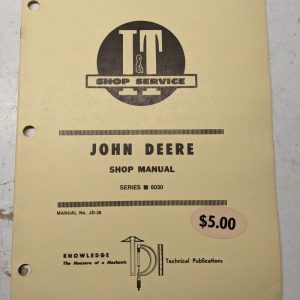 I&T
SHOP SERVICE
JOHN DEERE
SHOP MANUAL
SERIES ■ 6030
MANUAL No. JD-38
$5.00
KNOWLEDGE
The Measure of a Mechanic
TPI
Technical Publications